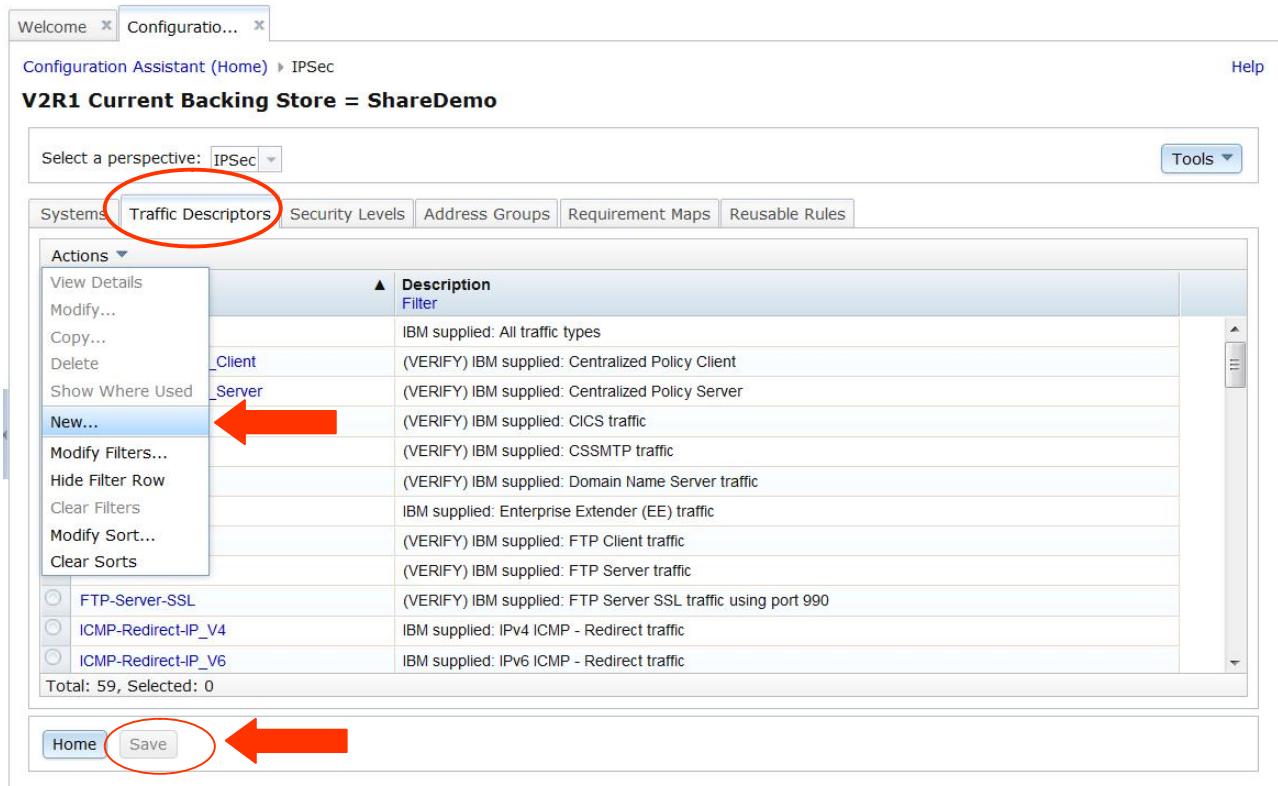 Welcome x Configuratio... x
Configuration Assistant (Home) IPSec Help
V2R1 Current Backing Store = ShareDemo
Select a perspective: IPSec Tools
Systems Traffic Descriptors Security Levels Address Groups Requirement Maps Reusable Rules
Actions
View Details
Modify...
Copy...
Delete
Show Where Used
New...
Modify Filters...
Hide Filter Row
Clear Filters
Modify Sort...
Clear Sorts
Description
Filter
IBM supplied: All traffic types
_Client (VERIFY) IBM supplied: Centralized Policy Client
_Server (VERIFY) IBM supplied: Centralized Policy Server
(VERIFY) IBM supplied: CICS traffic
(VERIFY) IBM supplied: CSSMTP traffic
(VERIFY) IBM supplied: Domain Name Server traffic
IBM supplied: Enterprise Extender (EE) traffic
(VERIFY) IBM supplied: FTP Client traffic
(VERIFY) IBM supplied: FTP Server traffic
FTP-Server-SSL (VERIFY) IBM supplied: FTP Server SSL traffic using port 990
ICMP-Redirect-IP_V4 IBM supplied: IPv4 ICMP - Redirect traffic
ICMP-Redirect-IP_V6 IBM supplied: IPv6 ICMP - Redirect traffic
Total: 59, Selected: 0
Home Save